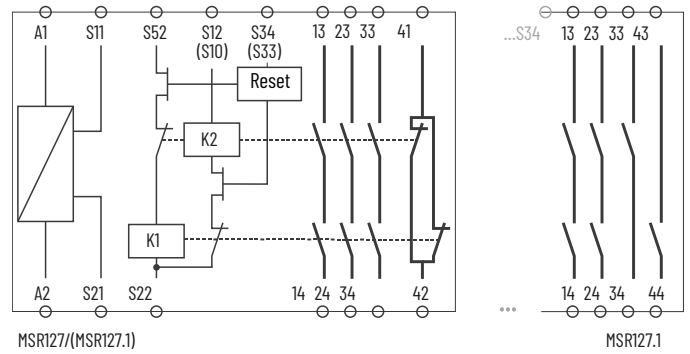 A1 S11 S52 S12 S34 13 23 33 41 ...S34 13 23 33 43
(S10) (S33)
Reset
K2
K1
A2 S21 S22 14 24 34 42 14 24 34 44
MSR127/(MSR127.1) MSR127.1